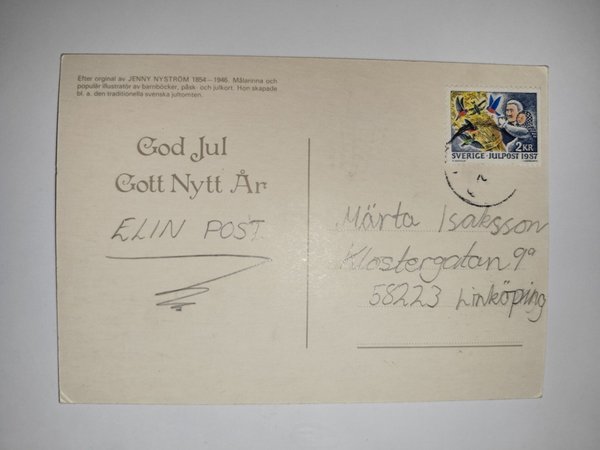 Efter orginal av JENNY NYSTRÖM 1854—1946. Målarinna och
populär illustratör av barnböcker, påsk- och julkort. Hon skapade
bl. a. den traditionella svenska jultomten.
2 KR
SVERIGE · JULPOST 1987
God Jul
Gott Nytt År
ELIN POST
Märta Isaksson
Klostergatan 9a
58223 Linköping